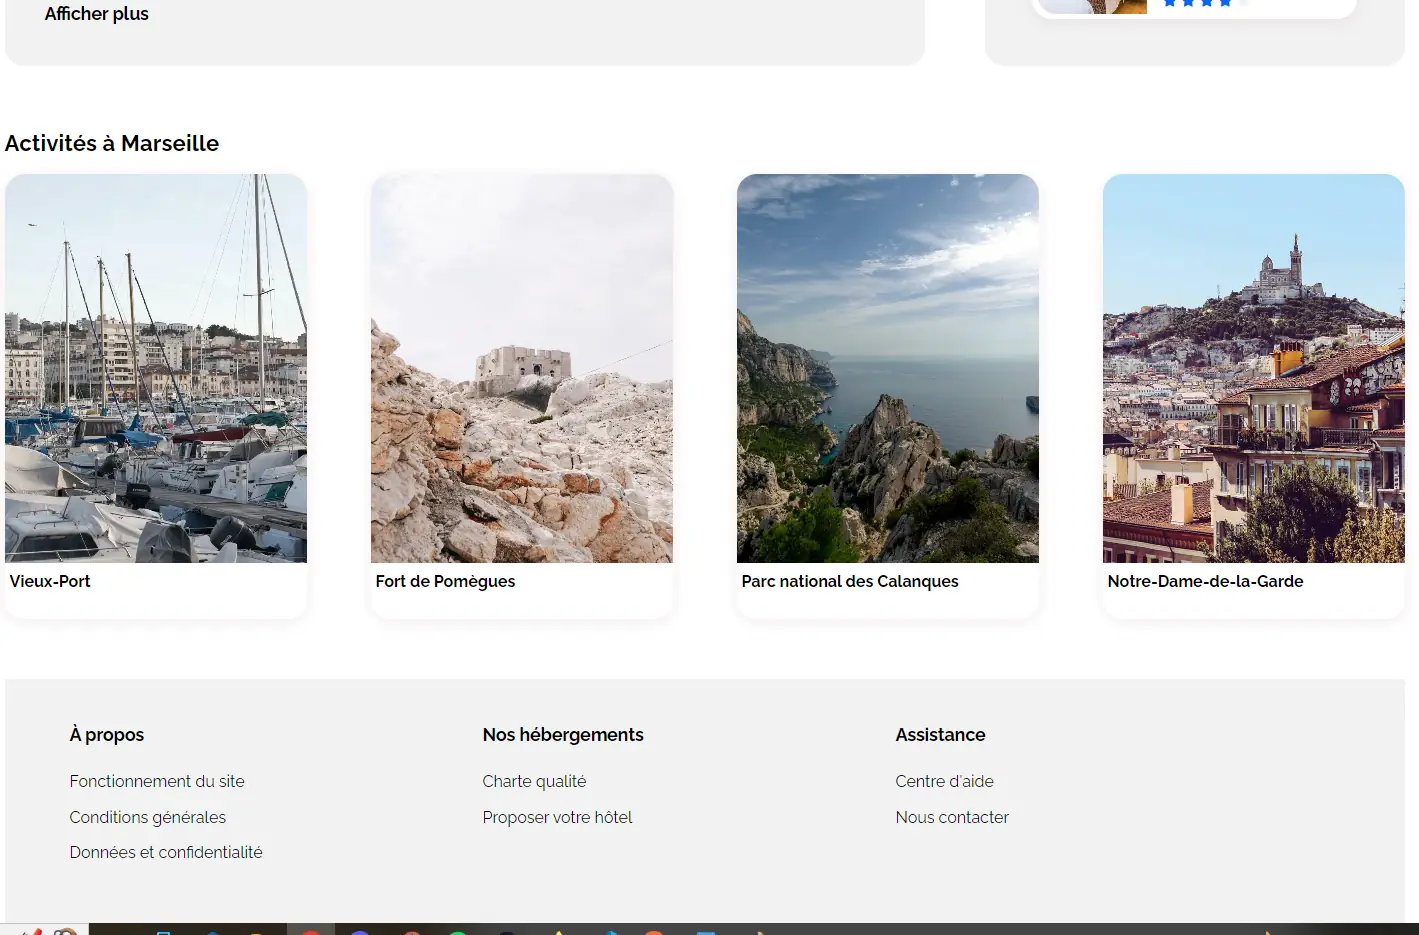 Afficher plus
Activités à Marseille
Vieux-Port
Fort de Pomègues
Parc national des Calanques
Notre-Dame-de-la-Garde
À propos
Nos hébergements
Assistance
Fonctionnement du site
Charte qualité
Centre d'aide
Conditions générales
Proposer votre hôtel
Nous contacter
Données et confidentialité